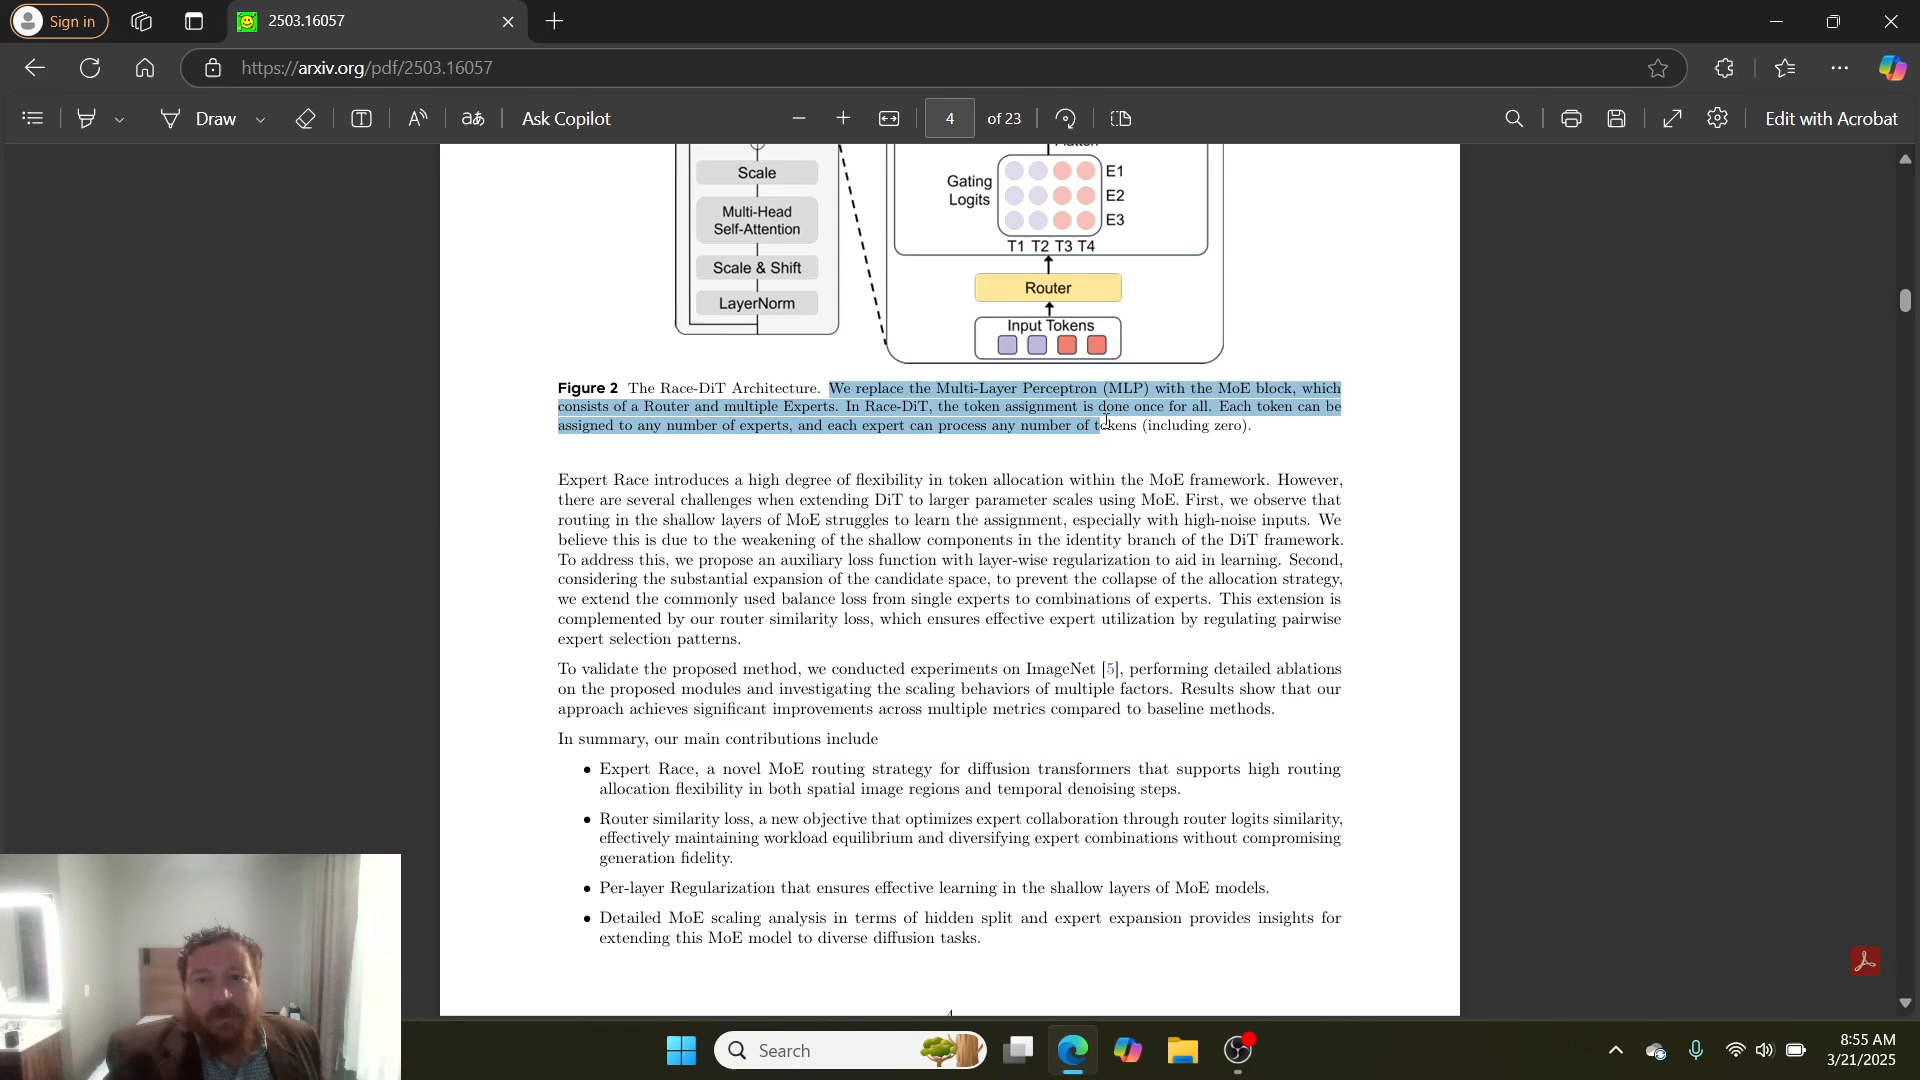 Sign in
2503.16057
https://arxiv.org/pdf/2503.16057
Draw
aあ
Ask Copilot
4
of 23
Edit with Acrobat
Scale
Multi-Head
Self-Attention
Scale & Shift
LayerNorm
Gating
Logits
E1
E2
E3
T1 T2 T3 T4
Router
Input Tokens
Figure 2 The Race-DiT Architecture. We replace the Multi-Layer Perceptron (MLP) with the MoE block, which
consists of a Router and multiple Experts. In Race-DiT, the token assignment is done once for all. Each token can be
assigned to any number of experts, and each expert can process any number of tokens (including zero).
Expert Race introduces a high degree of flexibility in token allocation within the MoE framework. However,
there are several challenges when extending DiT to larger parameter scales using MoE. First, we observe that
routing in the shallow layers of MoE struggles to learn the assignment, especially with high-noise inputs. We
believe this is due to the weakening of the shallow components in the identity branch of the DiT framework.
To address this, we propose an auxiliary loss function with layer-wise regularization to aid in learning. Second,
considering the substantial expansion of the candidate space, to prevent the collapse of the allocation strategy,
we extend the commonly used balance loss from single experts to combinations of experts. This extension is
complemented by our router similarity loss, which ensures effective expert utilization by regulating pairwise
expert selection patterns.
To validate the proposed method, we conducted experiments on ImageNet [5], performing detailed ablations
on the proposed modules and investigating the scaling behaviors of multiple factors. Results show that our
approach achieves significant improvements across multiple metrics compared to baseline methods.
In summary, our main contributions include
• Expert Race, a novel MoE routing strategy for diffusion transformers that supports high routing
allocation flexibility in both spatial image regions and temporal denoising steps.
• Router similarity loss, a new objective that optimizes expert collaboration through router logits similarity,
effectively maintaining workload equilibrium and diversifying expert combinations without compromising
generation fidelity.
• Per-layer Regularization that ensures effective learning in the shallow layers of MoE models.
• Detailed MoE scaling analysis in terms of hidden split and expert expansion provides insights for
extending this MoE model to diverse diffusion tasks.
Search
8:55 AM
3/21/2025